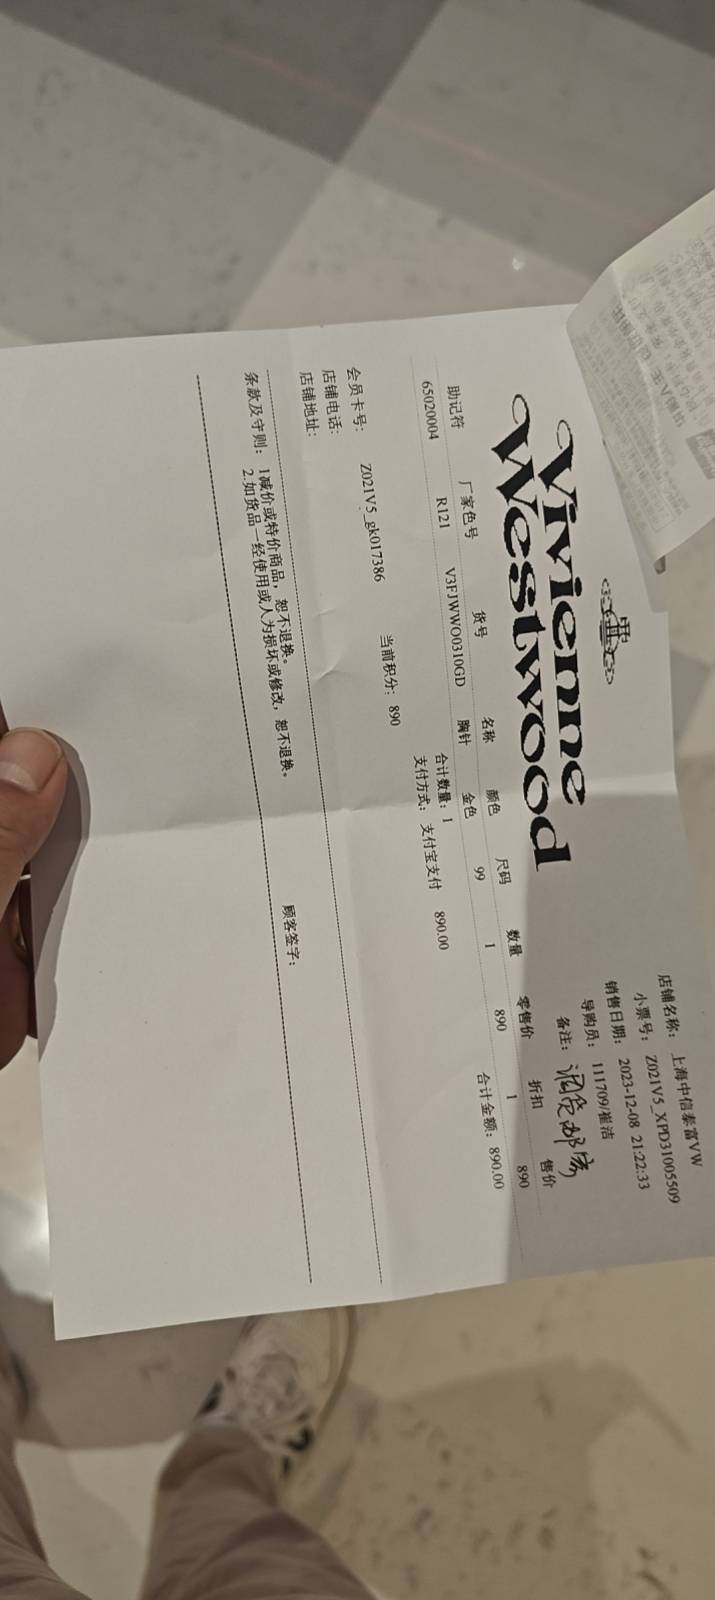 Vivienne
Westwood
店铺名称： 上海中信泰富VW
小票号： Z021V5_XPD31005509
销售日期： 2023-12-08 21:22:33
导购员： 111709/崔洁
备注： 调货邮寄
助记符 厂家色号 货号 名称 颜色 尺码 数量 零售价 折扣 售价
65020004 R121 V3FJWWO0310GD 胸针 金色 99 1 890 1 890
合计数量： 1 合计金额： 890.00
支付方式： 支付宝支付 890.00
会员卡号： Z021V5_gk017386 当前积分： 890
店铺电话：
店铺地址：
条款及守则： 1减价或特价商品，恕不退换。
2.如货品一经使用或人为损坏或修改，恕不退换。
顾客签字：